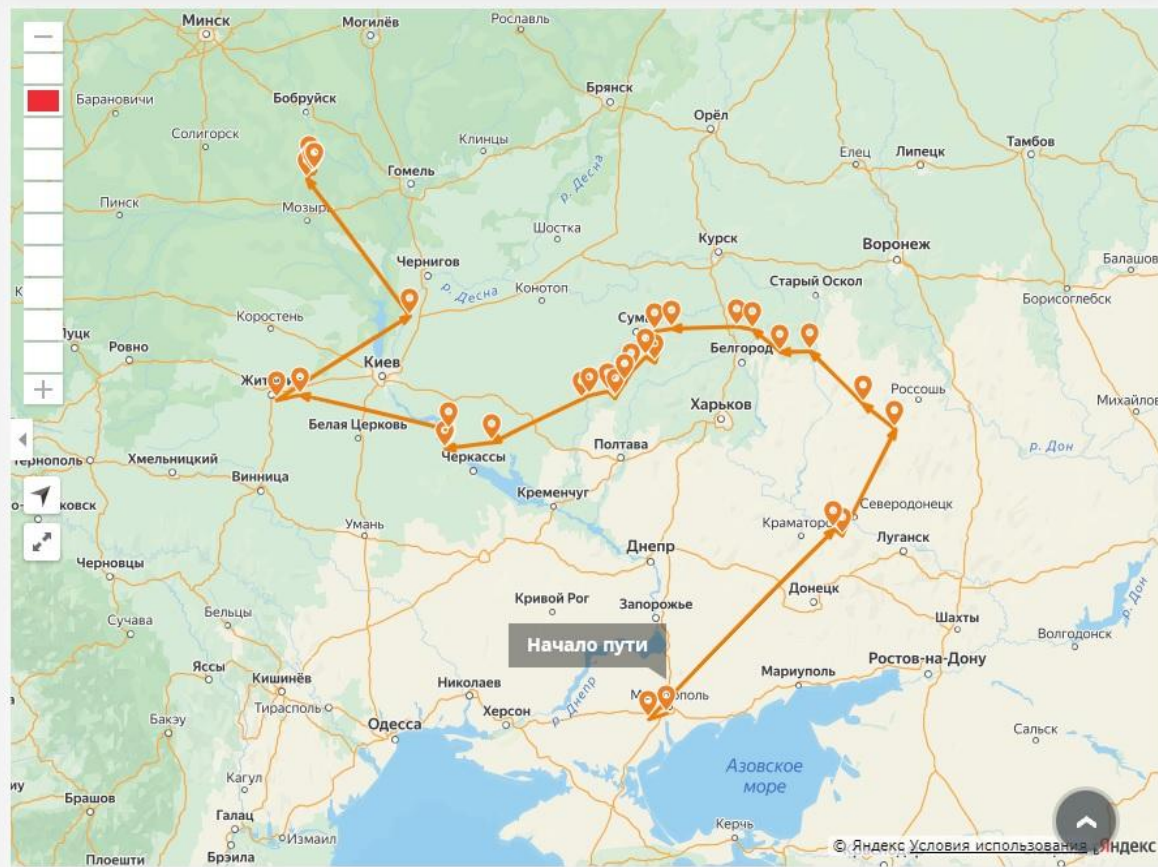 Минск
Могилёв
Рославль
Барановичи
Бобруйск
Брянск
Орёл
Солигорск
Клинцы
Елец
Липецк
Тамбов
Гомель
р. Десна
Пинск
Мозырь
Шостка
Курск
Воронеж
Балашов
Чернигов
р. Десна
Конотоп
Старый Оскол
Борисоглебск
Коростень
Сумы
Луцк
Ровно
Киев
Белгород
Россошь
Михайлов
Белая Церковь
Харьков
Полтава
р. Дон
Тернополь
Хмельницкий
Черкассы
Винница
Кременчуг
Северодонецк
Умань
Краматорс
Луганск
Днепр
Черновцы
Донецк
Бельцы
Кривой Рог
Запорожье
Шахты
р. Дон
Сучава
Волгодонск
Начало пути
Яссы
Кишинёв
Мариуполь
Ростов-на-Дону
Николаев
Тирасполь
Херсон
р. Днепр
Бакэу
Одесса
Сальск
Азовское
море
Кагул
Брашов
Галац
Измаил
Керчь
Брэила
Плоешти
© Яндекс Условия использования Яндекс